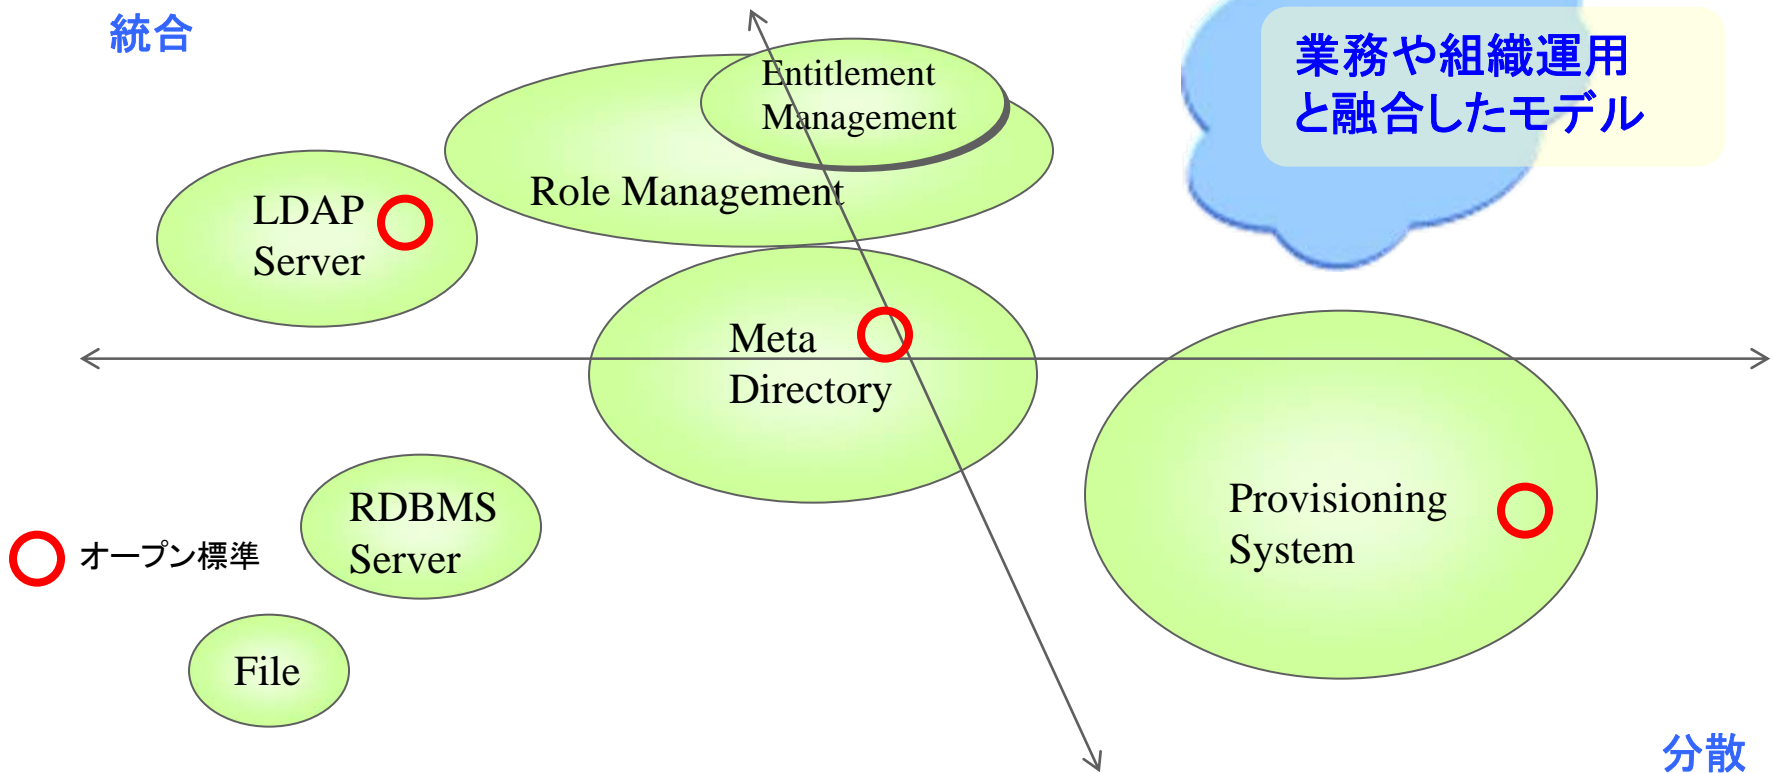 統合
業務や組織運用
と融合したモデル
Entitlement
Management
Role Management
LDAP
Server
Meta
Directory
RDBMS
Server
Provisioning
System
オープン標準
File
分散